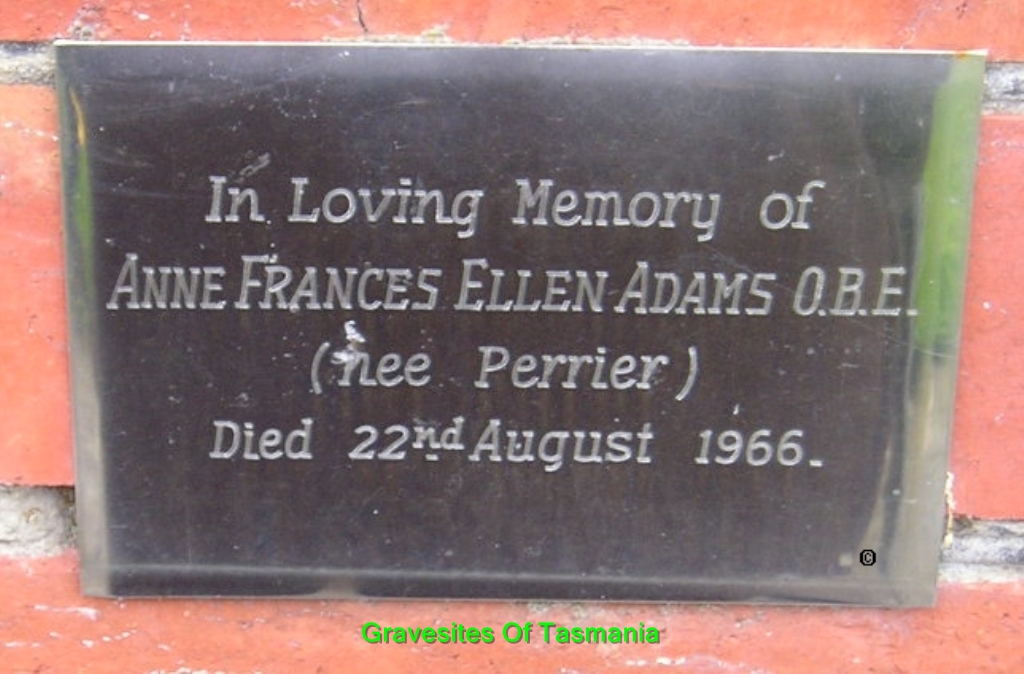 In Loving Memory of
ANNE FRANCES ELLEN ADAMS O.B.E.
(nee Perrier)
Died 22nd August 1966.
©
Gravesites Of Tasmania